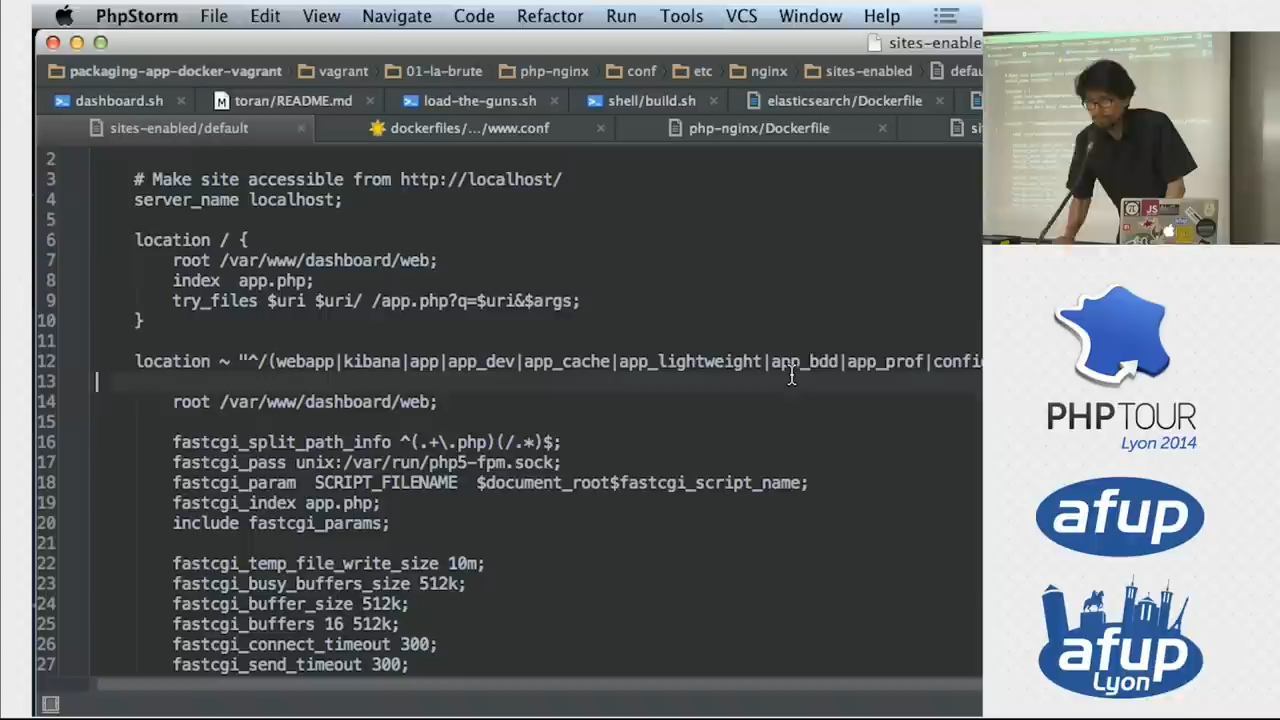 PhpStorm File Edit View Navigate Code Refactor Run Tools VCS Window Help
sites-enable
packaging-app-docker-vagrant vagrant 01-la-brute php-nginx conf etc nginx sites-enabled defau
dashboard.sh toran/README.md load-the-guns.sh shell/build.sh elasticsearch/Dockerfile
sites-enabled/default dockerfiles/.../www.conf php-nginx/Dockerfile si
2
3 # Make site accessible from http://localhost/
4 server_name localhost;
5
6 location / {
7 root /var/www/dashboard/web;
8 index app.php;
9 try_files $uri $uri/ /app.php?q=$uri&$args;
10 }
11
12 location ~ "^/(webapp|kibana|app|app_dev|app_cache|app_lightweight|app_bdd|app_prof|config
13
14 root /var/www/dashboard/web;
15
16 fastcgi_split_path_info ^(.+\.php)(/.*)$;
17 fastcgi_pass unix:/var/run/php5-fpm.sock;
18 fastcgi_param SCRIPT_FILENAME $document_root$fastcgi_script_name;
19 fastcgi_index app.php;
20 include fastcgi_params;
21
22 fastcgi_temp_file_write_size 10m;
23 fastcgi_busy_buffers_size 512k;
24 fastcgi_buffer_size 512k;
25 fastcgi_buffers 16 512k;
26 fastcgi_connect_timeout 300;
27 fastcgi_send_timeout 300;
JS
PHP TOUR
Lyon 2014
afup
afup
Lyon